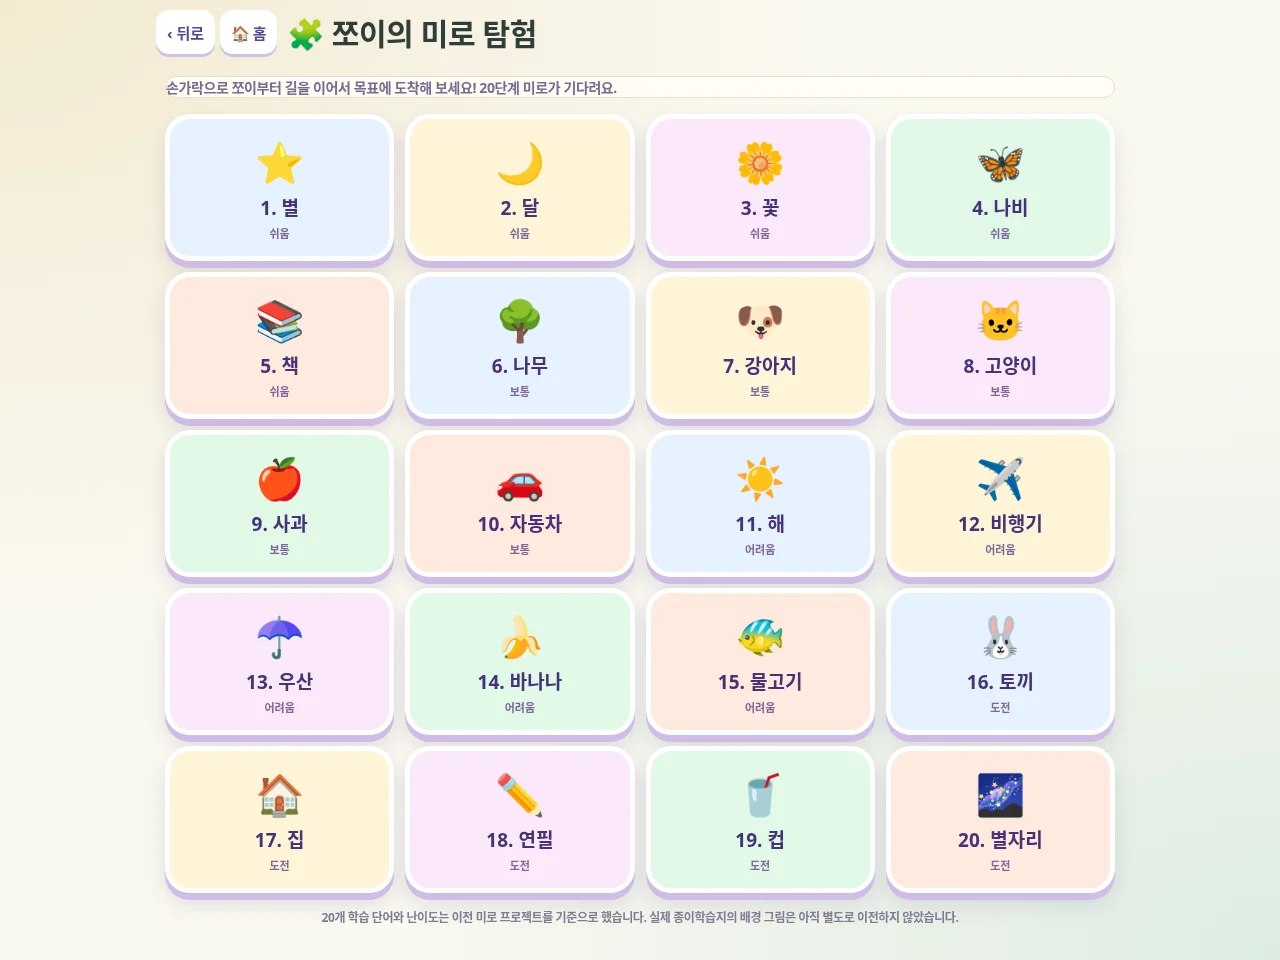 ‹ 뒤로
🏠 홈
🧩 쪼이의 미로 탐험
손가락으로 쪼이부터 길을 이어서 목표에 도착해 보세요! 20단계 미로가 기다려요.
1. 별
쉬움
2. 달
쉬움
3. 꽃
쉬움
4. 나비
쉬움
5. 책
쉬움
6. 나무
보통
7. 강아지
보통
8. 고양이
보통
9. 사과
보통
10. 자동차
보통
11. 해
어려움
12. 비행기
어려움
13. 우산
어려움
14. 바나나
어려움
15. 물고기
어려움
16. 토끼
도전
17. 집
도전
18. 연필
도전
19. 컵
도전
20. 별자리
도전
20개 학습 단어와 난이도는 이전 미로 프로젝트를 기준으로 했습니다. 실제 종이학습지의 배경 그림은 아직 별도로 이전하지 않았습니다.